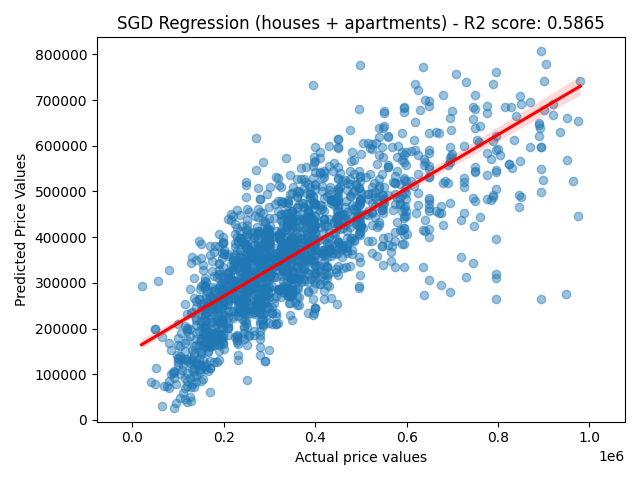 SGD Regression (houses + apartments) - R2 score: 0.5865
Predicted Price Values
800000
700000
600000
500000
400000
300000
200000
100000
0
0.0 0.2 0.4 0.6 0.8 1.0
1e6
Actual price values